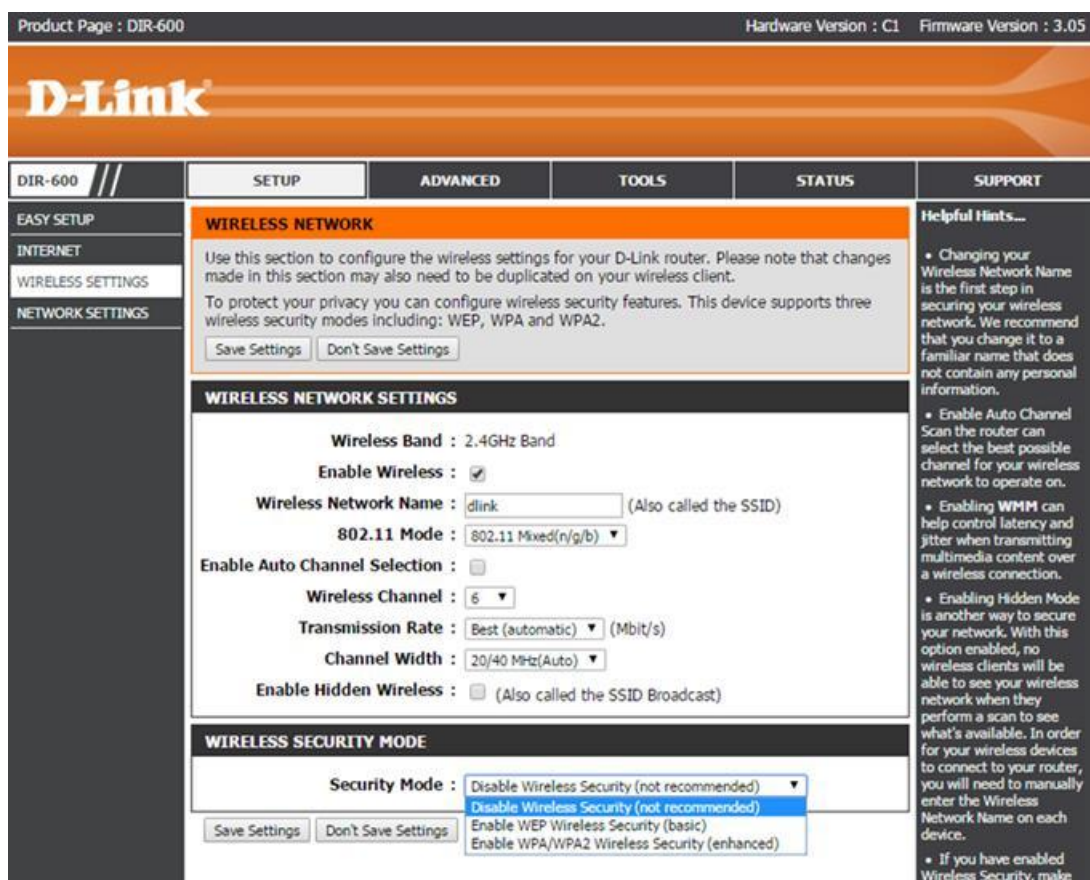 Product Page : DIR-600
Hardware Version : C1
Firmware Version : 3.05
D-Link
DIR-600
SETUP
ADVANCED
TOOLS
STATUS
SUPPORT
EASY SETUP
INTERNET
WIRELESS SETTINGS
NETWORK SETTINGS
WIRELESS NETWORK
Use this section to configure the wireless settings for your D-Link router. Please note that changes
made in this section may also need to be duplicated on your wireless client.
To protect your privacy you can configure wireless security features. This device supports three
wireless security modes including: WEP, WPA and WPA2.
Save Settings
Don't Save Settings
WIRELESS NETWORK SETTINGS
Wireless Band : 2.4GHz Band
Enable Wireless :
Wireless Network Name : dlink (Also called the SSID)
802.11 Mode : 802.11 Mixed(n/g/b)
Enable Auto Channel Selection :
Wireless Channel : 6
Transmission Rate : Best (automatic) (Mbit/s)
Channel Width : 20/40 MHz(Auto)
Enable Hidden Wireless : (Also called the SSID Broadcast)
WIRELESS SECURITY MODE
Security Mode : Disable Wireless Security (not recommended)
Disable Wireless Security (not recommended)
Enable WEP Wireless Security (basic)
Enable WPA/WPA2 Wireless Security (enhanced)
Save Settings
Don't Save Settings
Helpful Hints...
• Changing your
Wireless Network Name
is the first step in
securing your wireless
network. We recommend
that you change it to a
familiar name that does
not contain any personal
information.
• Enable Auto Channel
Scan the router can
select the best possible
channel for your wireless
network to operate on.
• Enabling WMM can
help control latency and
jitter when transmitting
multimedia content over
a wireless connection.
• Enabling Hidden Mode
is another way to secure
your network. With this
option enabled, no
wireless clients will be
able to see your wireless
network when they
perform a scan to see
what's available. In order
for your wireless devices
to connect to your router,
you will need to manually
enter the Wireless
Network Name on each
device.
• If you have enabled
Wireless Security, make